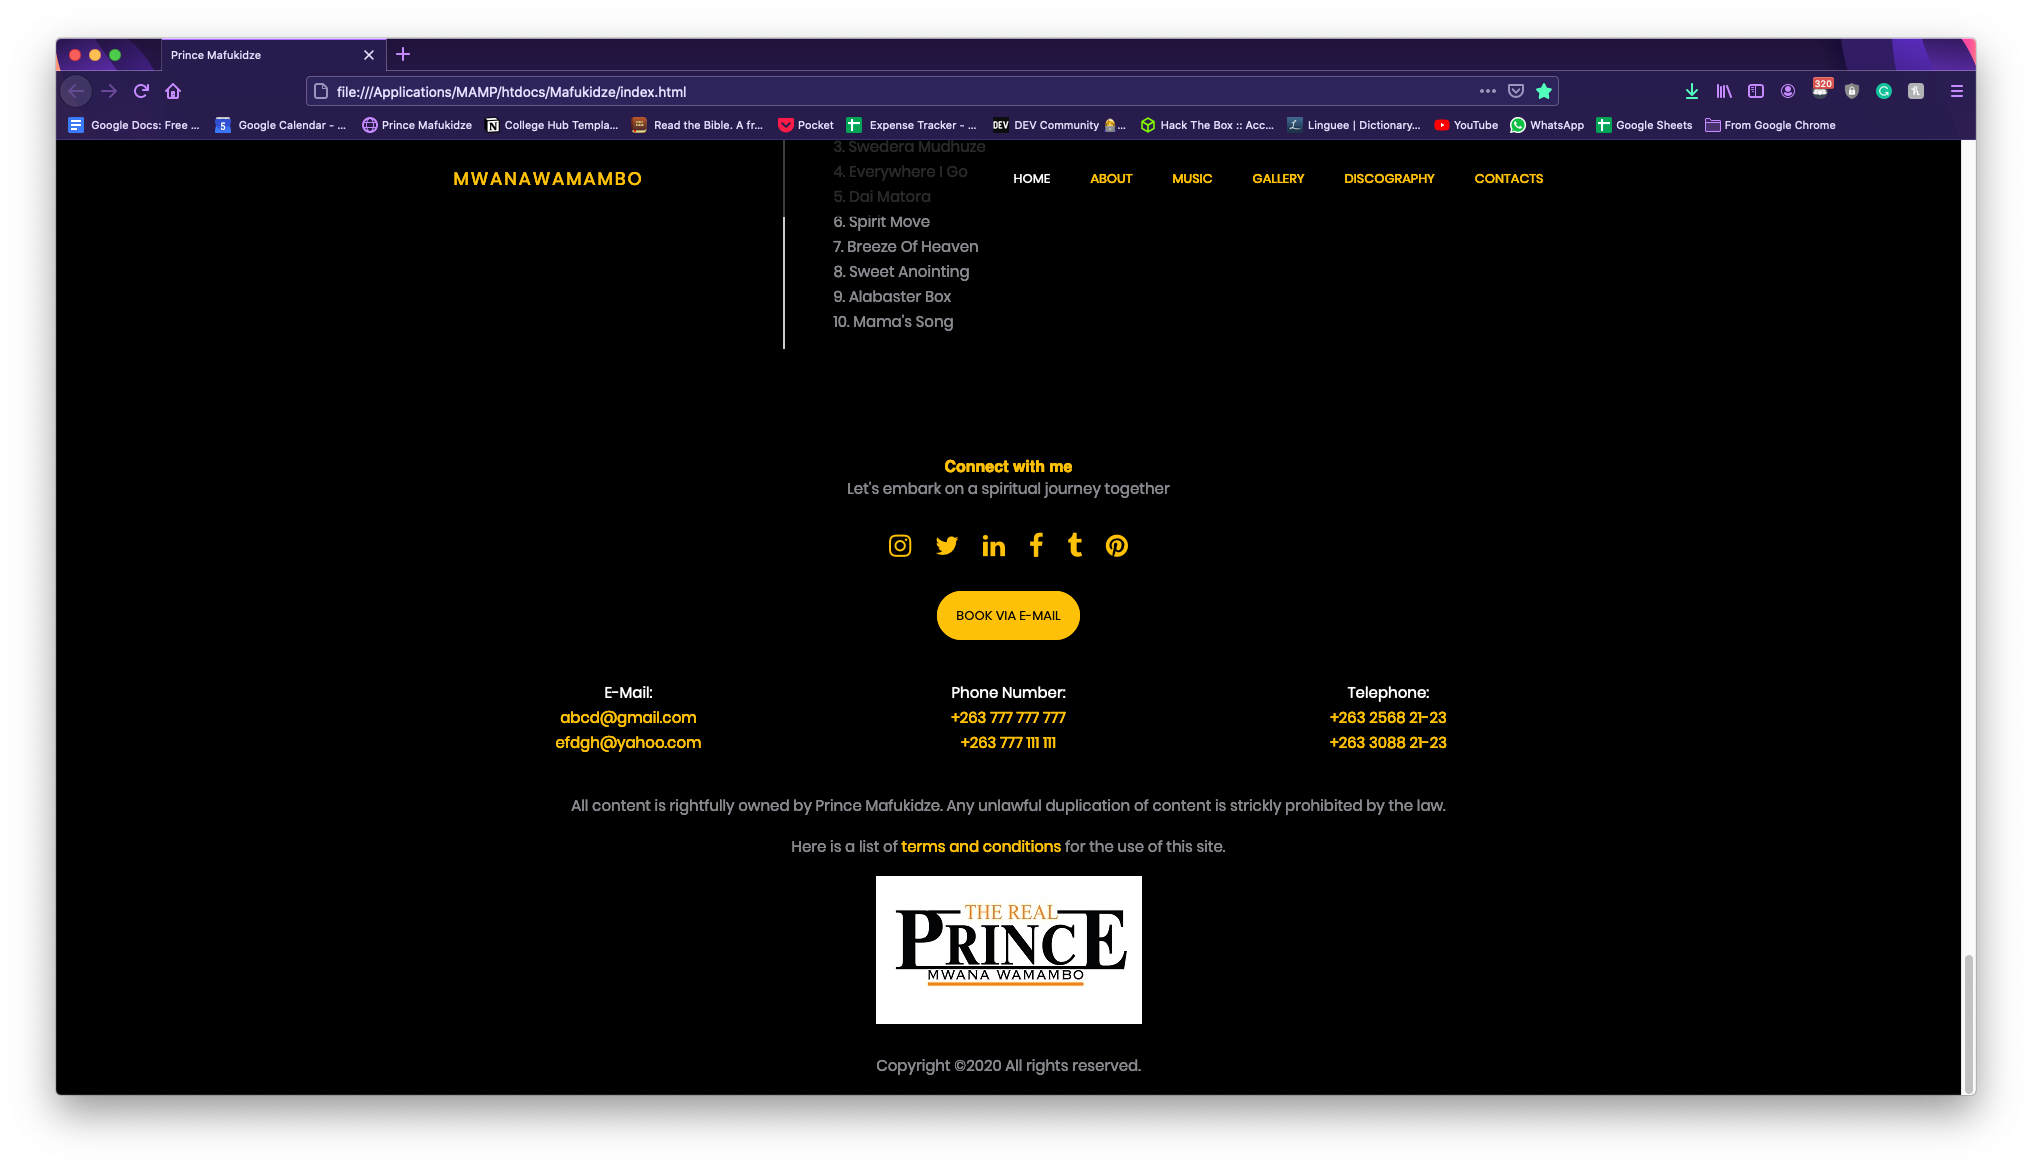 Prince Mafukidze
file:///Applications/MAMP/htdocs/Mafukidze/index.html
320
Google Docs: Free ... Google Calendar - ... Prince Mafukidze College Hub Templa... Read the Bible. A fr... Pocket Expense Tracker - ... DEV DEV Community ... Hack The Box :: Acc... Linguee | Dictionary... YouTube WhatsApp Google Sheets From Google Chrome
3. Swedera Mudhuze
MWANAWAMAMBO
HOME ABOUT MUSIC GALLERY DISCOGRAPHY CONTACTS
4. Everywhere I Go
5. Dai Matora
6. Spirit Move
7. Breeze Of Heaven
8. Sweet Anointing
9. Alabaster Box
10. Mama's Song
Connect with me
Let's embark on a spiritual journey together
BOOK VIA E-MAIL
E-Mail:
abcd@gmail.com
efdgh@yahoo.com
Phone Number:
+263 777 777 777
+263 777 111 111
Telephone:
+263 2568 21-23
+263 3088 21-23
All content is rightfully owned by Prince Mafukidze. Any unlawful duplication of content is strickly prohibited by the law.
Here is a list of terms and conditions for the use of this site.
THE REAL
PRINCE
MWANA WAMAMBO
Copyright ©2020 All rights reserved.